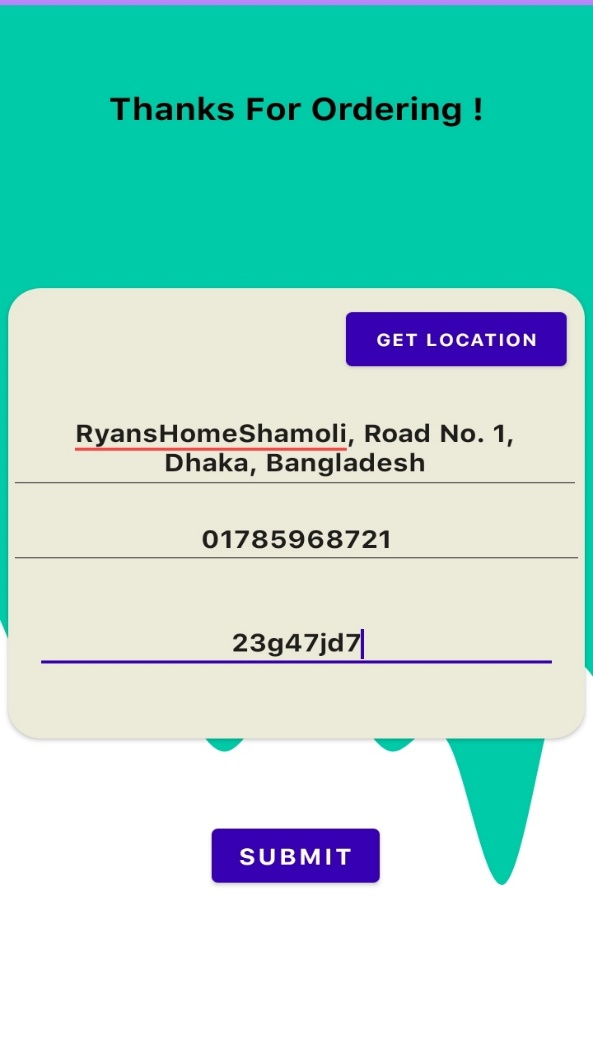 Thanks For Ordering !
GET LOCATION
RyansHomeShamoli, Road No. 1,
Dhaka, Bangladesh
01785968721
23g47jd7
SUBMIT